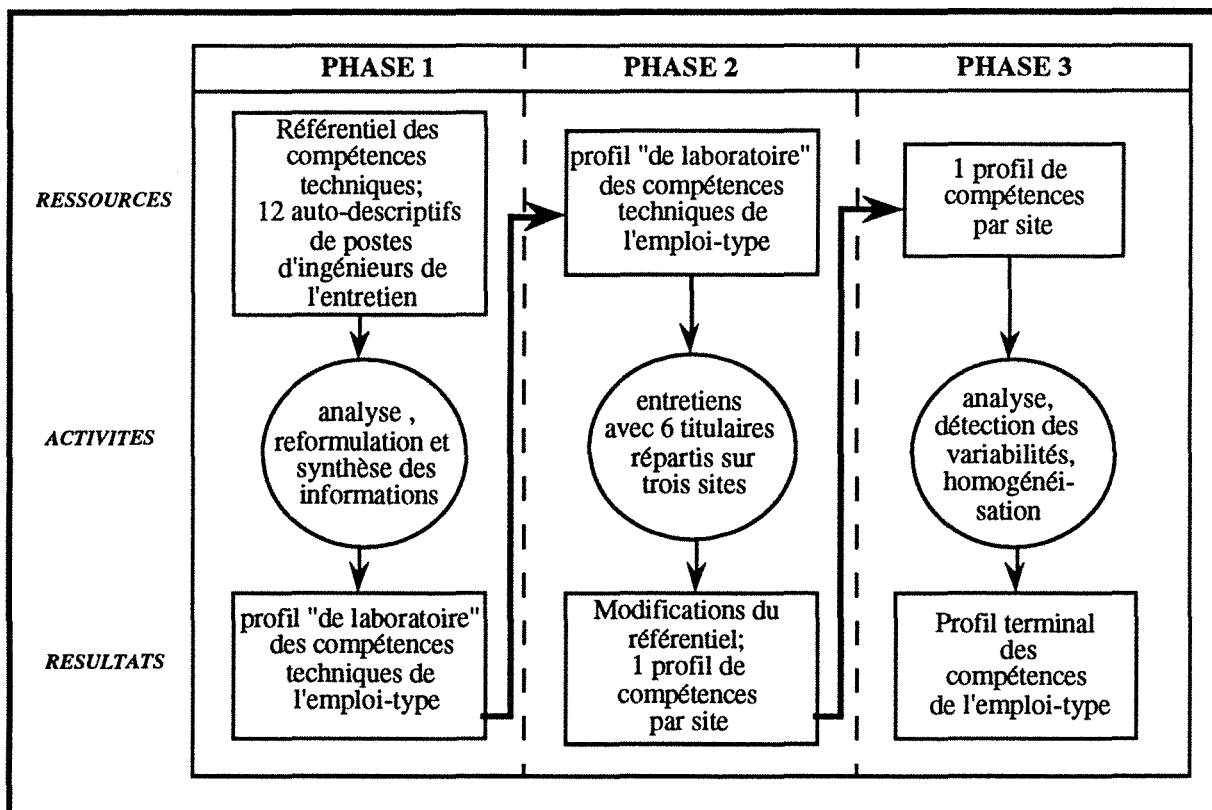 PHASE 1
PHASE 2
PHASE 3
RESSOURCES
Référentiel des
compétences
techniques;
12 auto-descriptifs
de postes
d'ingénieurs de
l'entretien
profil "de laboratoire"
des compétences
techniques de
l'emploi-type
1 profil de
compétences
par site
ACTIVITES
analyse ,
reformulation et
synthèse des
informations
entretiens
avec 6 titulaires
répartis sur
trois sites
analyse,
détection des
variabilités,
homogénéi-
sation
RESULTATS
profil "de laboratoire"
des compétences
techniques de
l'emploi-type
Modifications du
référentiel;
1 profil de
compétences
par site
Profil terminal
des
compétences
de l'emploi-type